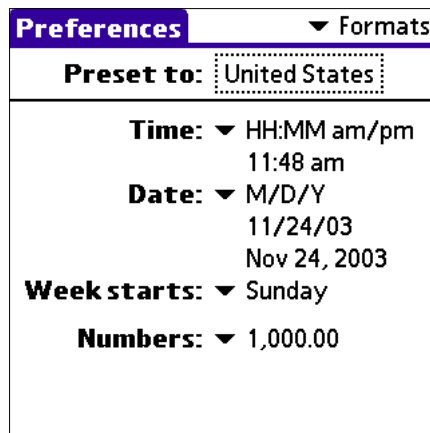 Preferences Formats
Preset to: United States
Time: HH:MM am/pm
11:48 am
Date: M/D/Y
11/24/03
Nov 24, 2003
Week starts: Sunday
Numbers: 1,000.00